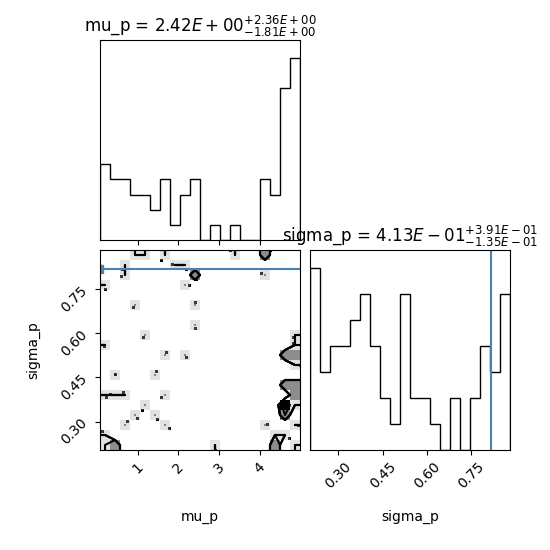 mu_p = 2.42E + 00+2.36E+00−1.81E+00
sigma_p = 4.13E − 01+3.91E−01−1.35E−01
sigma_p
0.75
0.60
0.45
0.30
1 2 3 4
0.30 0.45 0.60 0.75
mu_p
sigma_p